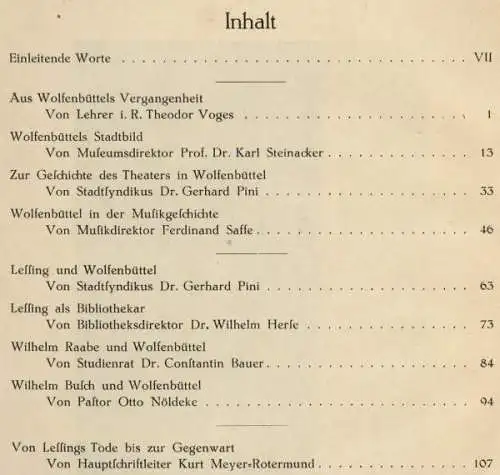 Inhalt
Einleitende Worte . . . . . . . . . . . . . . . . . . . . . . . . . . . . . . VII
Aus Wolfenbüttels Vergangenheit
Von Lehrer i. R. Theodor Voges . . . . . . . . . . . . . . . . . . . . 1
Wolfenbüttels Stadtbild
Von Muſeumsdirektor Prof. Dr. Karl Steinacker . . . . . . . . . . . . 13
Zur Geſchichte des Theaters in Wolfenbüttel
Von Stadtſyndikus Dr. Gerhard Pini . . . . . . . . . . . . . . . . . . 33
Wolfenbüttel in der Muſikgeſchichte
Von Muſikdirektor Ferdinand Saffe . . . . . . . . . . . . . . . . . . 46
Leſſing und Wolfenbüttel
Von Stadtſyndikus Dr. Gerhard Pini . . . . . . . . . . . . . . . . . . 63
Leſſing als Bibliothekar
Von Bibliotheksdirektor Dr. Wilhelm Herſe . . . . . . . . . . . . . . 73
Wilhelm Raabe und Wolfenbüttel
Von Studienrat Dr. Conſtantin Bauer . . . . . . . . . . . . . . . . . 84
Wilhelm Buſch und Wolfenbüttel
Von Paſtor Otto Nöldeke . . . . . . . . . . . . . . . . . . . . . . . 94
Von Leſſings Tode bis zur Gegenwart
Von Hauptſchriftleiter Kurt Meyer=Rotermund . . . . . . . . . . . . . 107